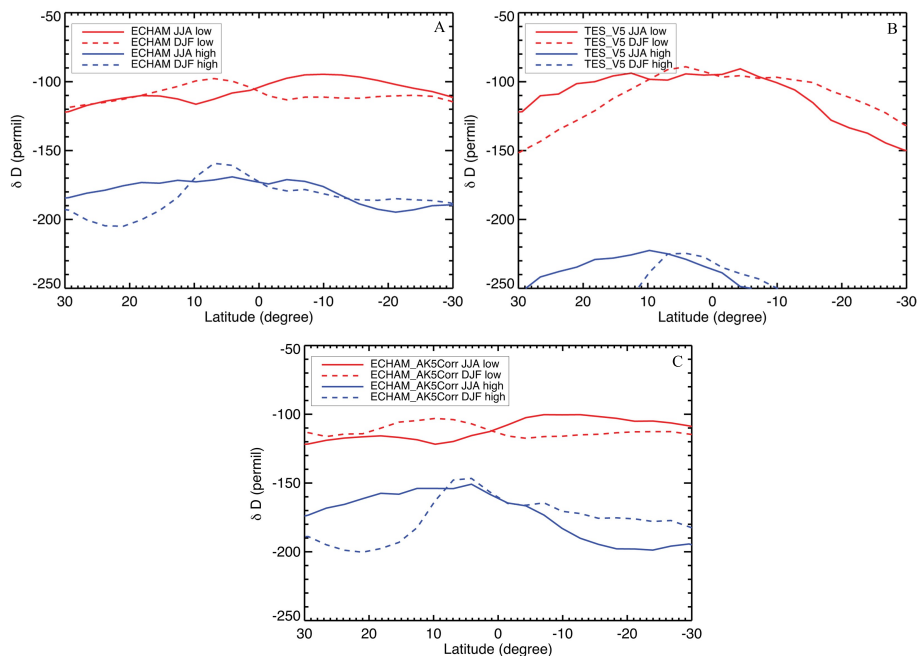 A
ECHAM JJA low
ECHAM DJF low
ECHAM JJA high
ECHAM DJF high
-50
-100
-150
-200
-250
δ D (permil)
30 20 10 0 -10 -20 -30
Latitude (degree)
B
TES_V5 JJA low
TES_V5 DJF low
TES_V5 JJA high
TES_V5 DJF high
-50
-100
-150
-200
-250
δ D (permil)
30 20 10 0 -10 -20 -30
Latitude (degree)
C
ECHAM_AK5Corr JJA low
ECHAM_AK5Corr DJF low
ECHAM_AK5Corr JJA high
ECHAM_AK5Corr DJF high
-50
-100
-150
-200
-250
δ D (permil)
30 20 10 0 -10 -20 -30
Latitude (degree)